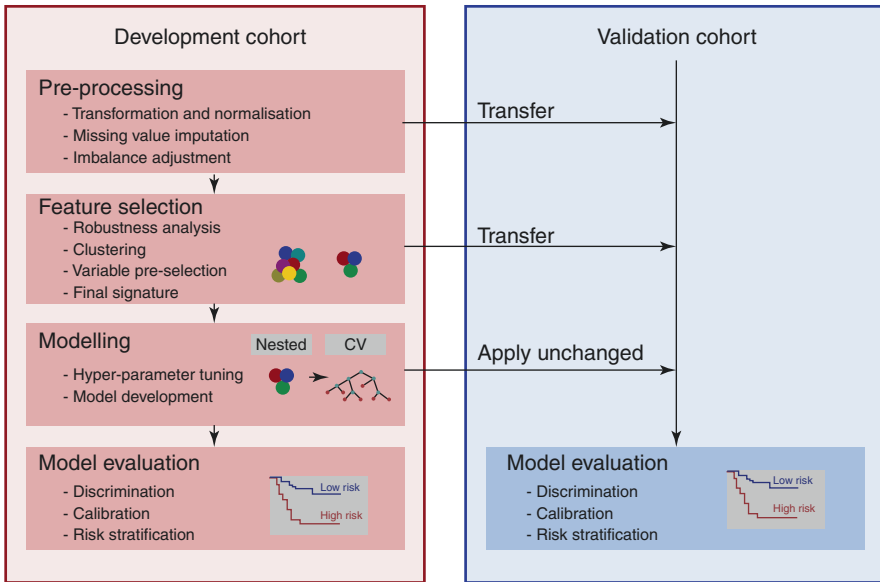 Development cohort
Pre-processing
- Transformation and normalisation
- Missing value imputation
- Imbalance adjustment
Feature selection
- Robustness analysis
- Clustering
- Variable pre-selection
- Final signature
Modelling
Nested
CV
- Hyper-parameter tuning
- Model development
Model evaluation
- Discrimination
- Calibration
- Risk stratification
Low risk
High risk
Transfer
Transfer
Apply unchanged
Validation cohort
Model evaluation
- Discrimination
- Calibration
- Risk stratification
Low risk
High risk